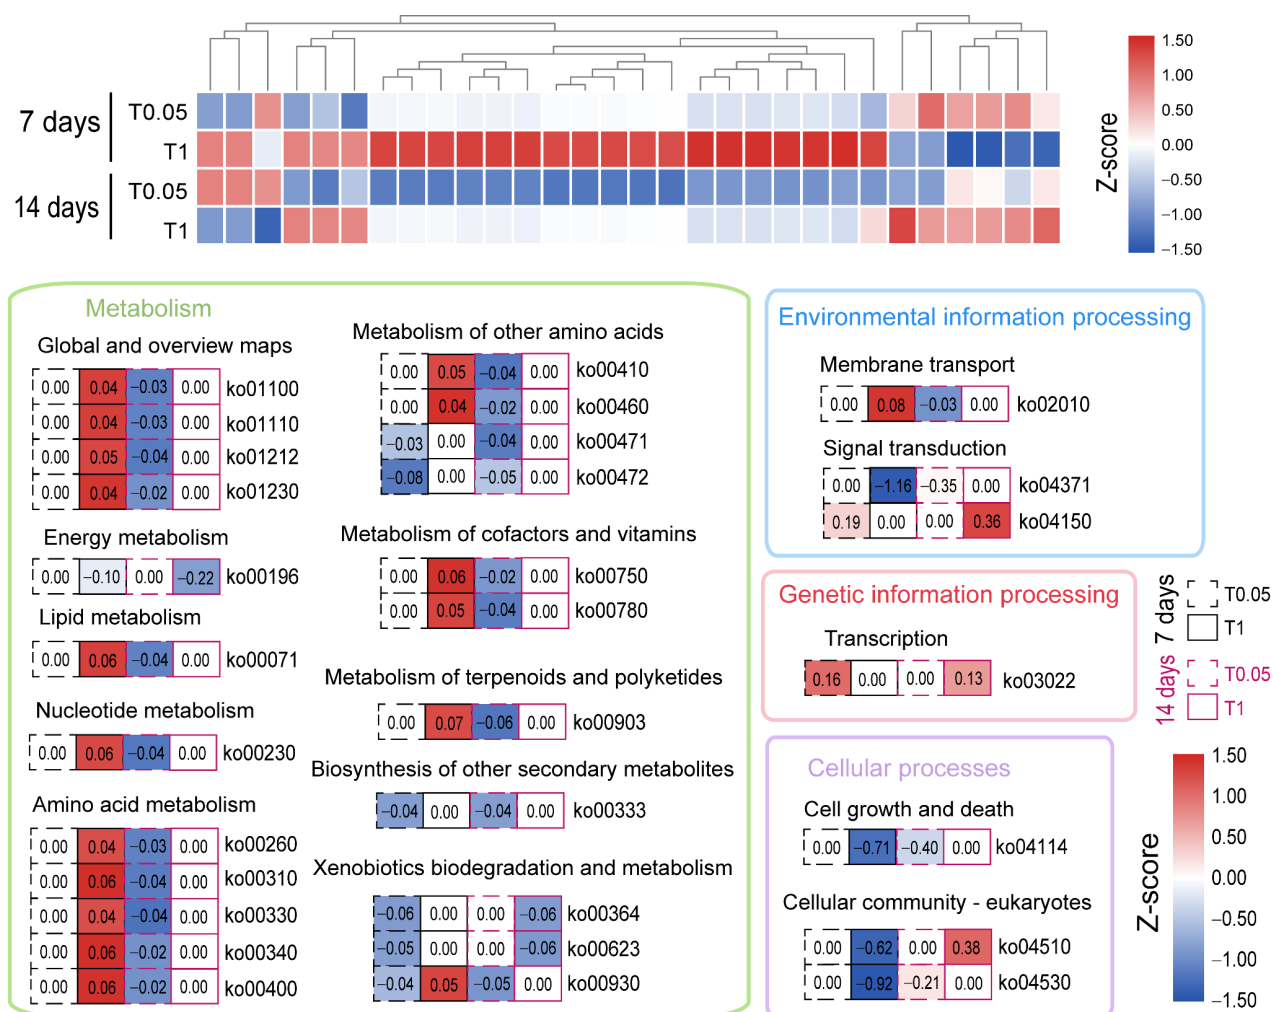 7 days
T0.05
T1
14 days
T0.05
T1
Z-score
1.50
1.00
0.50
0.00
−0.50
−1.00
−1.50
Metabolism
Global and overview maps
0.00 0.04 −0.03 0.00 ko01100
0.00 0.04 −0.03 0.00 ko01110
0.00 0.05 −0.04 0.00 ko01212
0.00 0.04 −0.02 0.00 ko01230
Energy metabolism
0.00 −0.10 0.00 −0.22 ko00196
Lipid metabolism
0.00 0.06 −0.04 0.00 ko00071
Nucleotide metabolism
0.00 0.06 −0.04 0.00 ko00230
Amino acid metabolism
0.00 0.04 −0.03 0.00 ko00260
0.00 0.06 −0.04 0.00 ko00310
0.00 0.04 −0.04 0.00 ko00330
0.00 0.06 −0.02 0.00 ko00340
0.00 0.06 −0.02 0.00 ko00400
Metabolism of other amino acids
0.00 0.05 −0.04 0.00 ko00410
0.00 0.04 −0.02 0.00 ko00460
−0.03 0.00 −0.04 0.00 ko00471
−0.08 0.00 −0.05 0.00 ko00472
Metabolism of cofactors and vitamins
0.00 0.06 −0.02 0.00 ko00750
0.00 0.05 −0.04 0.00 ko00780
Metabolism of terpenoids and polyketides
0.00 0.07 −0.06 0.00 ko00903
Biosynthesis of other secondary metabolites
−0.04 0.00 −0.04 0.00 ko00333
Xenobiotics biodegradation and metabolism
−0.06 0.00 0.00 −0.06 ko00364
−0.05 0.00 0.00 −0.06 ko00623
−0.04 0.05 −0.05 0.00 ko00930
Environmental information processing
Membrane transport
0.00 0.08 −0.03 0.00 ko02010
Signal transduction
0.00 −1.16 −0.35 0.00 ko04371
0.19 0.00 0.00 0.36 ko04150
Genetic information processing
Transcription
0.16 0.00 0.00 0.13 ko03022
Cellular processes
Cell growth and death
0.00 −0.71 −0.40 0.00 ko04114
Cellular community - eukaryotes
0.00 −0.62 0.00 0.38 ko04510
0.00 −0.92 −0.21 0.00 ko04530
7 days
T0.05
T1
14 days
T0.05
T1
Z-score
1.50
1.00
0.50
0.00
−0.50
−1.00
−1.50